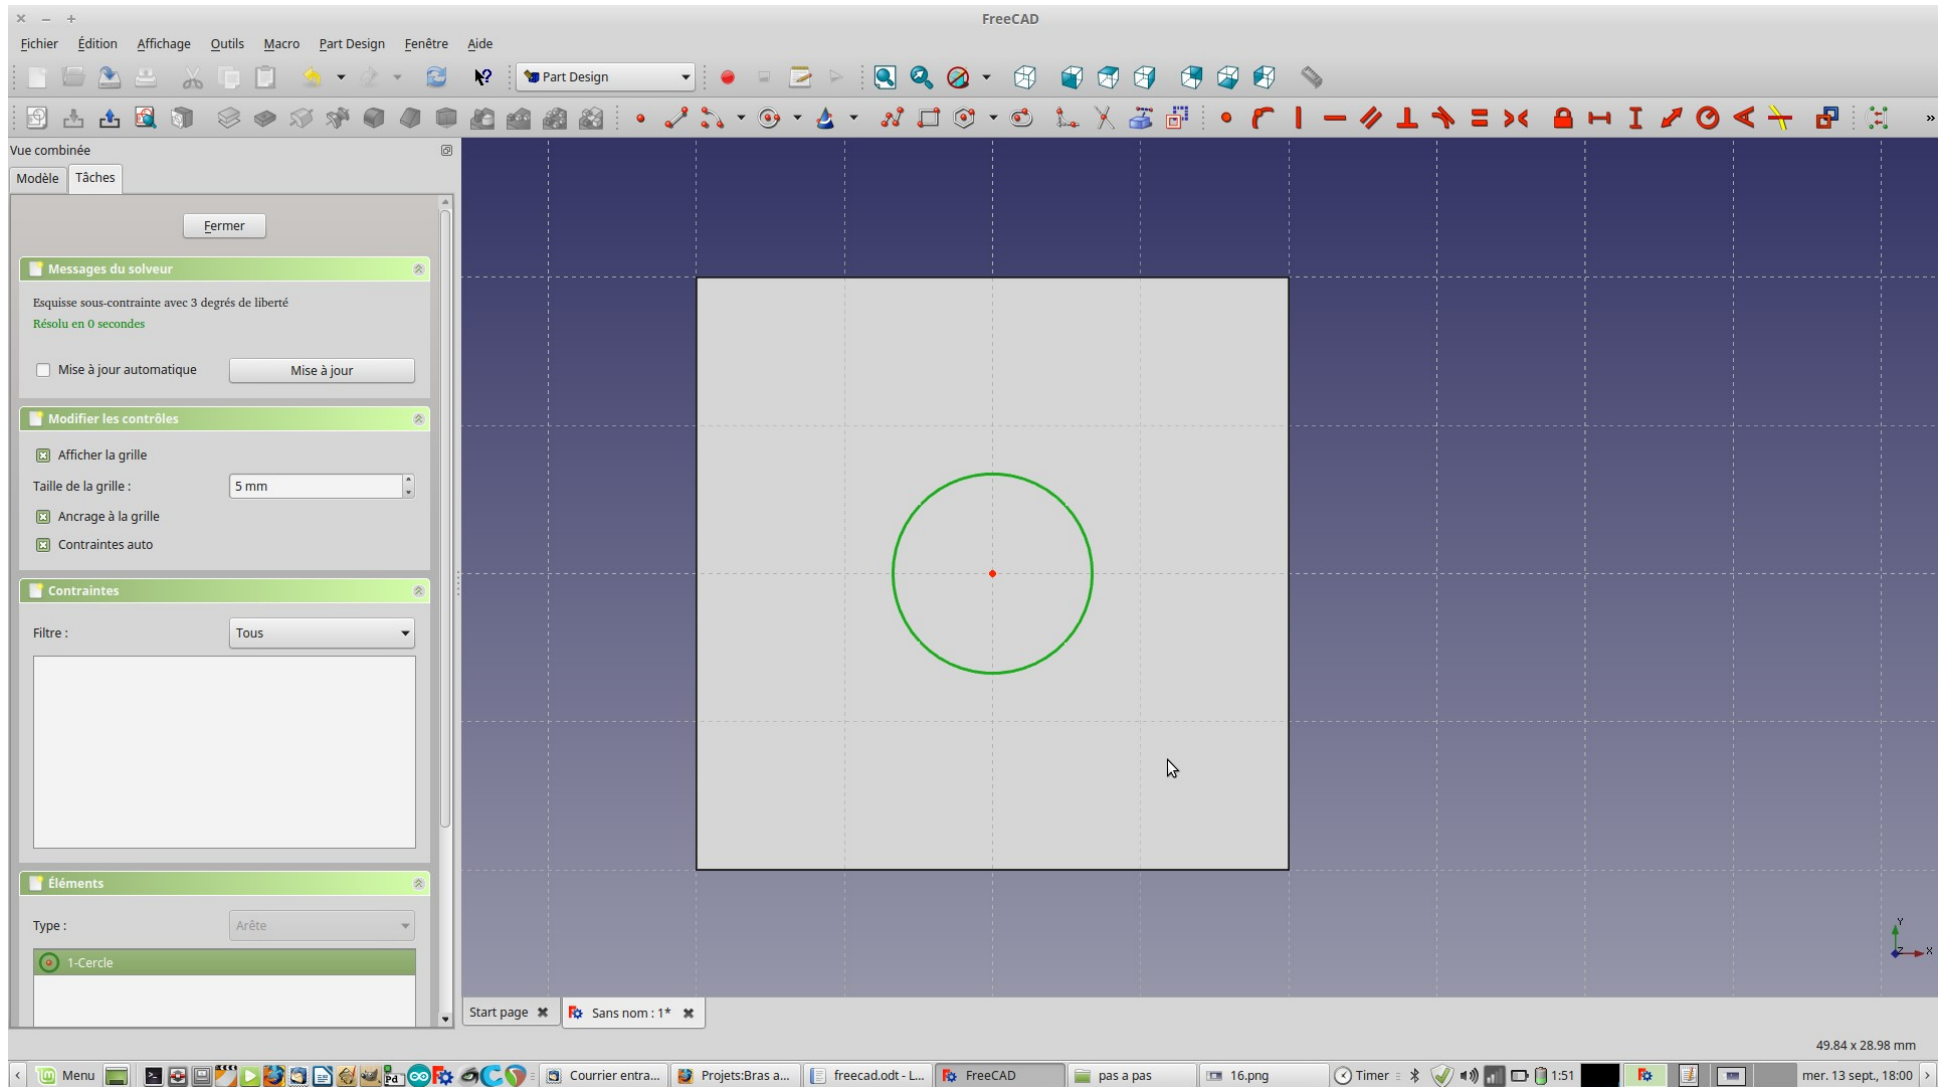 FreeCAD
Fichier Édition Affichage Outils Macro Part Design Fenêtre Aide
Part Design
»
Vue combinée
Modèle Tâches
Fermer
Messages du solveur
Esquisse sous-contrainte avec 3 degrés de liberté
Résolu en 0 secondes
Mise à jour automatique Mise à jour
Modifier les contrôles
Afficher la grille
Taille de la grille : 5 mm
Ancrage à la grille
Contraintes auto
Contraintes
Filtre : Tous
Éléments
Type : Arête
1-Cercle
Y
Z X
Start page Sans nom : 1*
49.84 x 28.98 mm
Menu Pd Courrier entra... Projets:Bras a... freecad.odt - L... FreeCAD pas a pas 16.png Timer 1:51 mer. 13 sept., 18:00